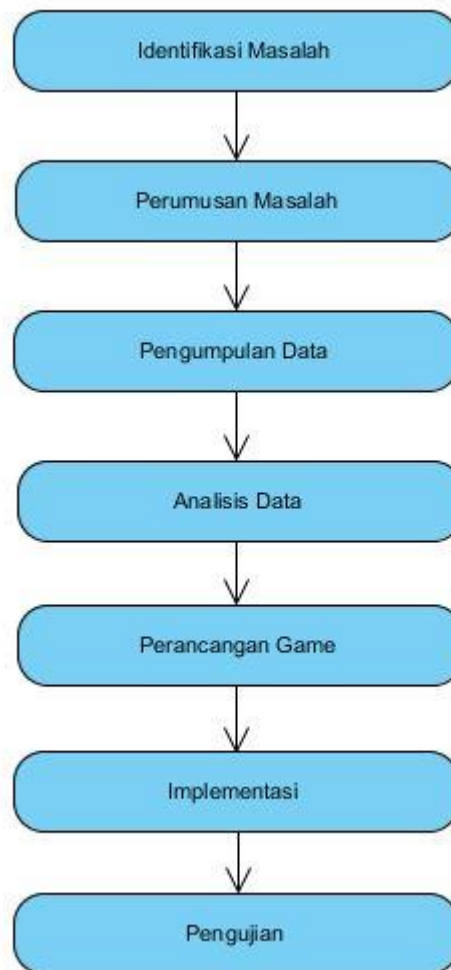 Identifikasi Masalah
Perumusan Masalah
Pengumpulan Data
Analisis Data
Perancangan Game
Implementasi
Pengujian